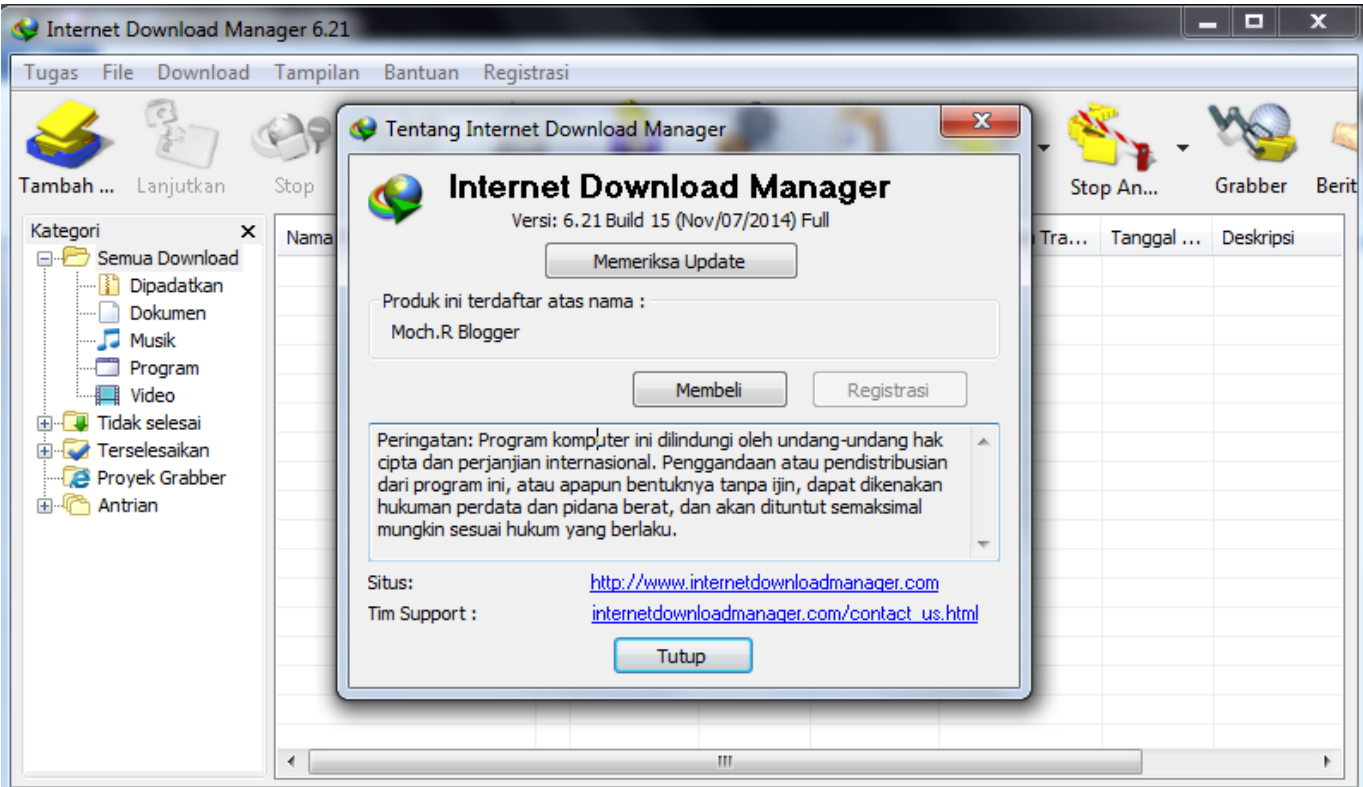 Internet Download Manager 6.21
Tugas File Download Tampilan Bantuan Registrasi
Tambah ... Lanjutkan Stop Stop An... Grabber Berit
Tentang Internet Download Manager
Kategori
Semua Download
Dipadatkan
Dokumen
Musik
Program
Video
Tidak selesai
Terselesaikan
Proyek Grabber
Antrian
Nama Tra... Tanggal ... Deskripsi
Internet Download Manager
Versi: 6.21 Build 15 (Nov/07/2014) Full
Memeriksa Update
Produk ini terdaftar atas nama :
Moch.R Blogger
Membeli Registrasi
Peringatan: Program komputer ini dilindungi oleh undang-undang hak
cipta dan perjanjian internasional. Penggandaan atau pendistribusian
dari program ini, atau apapun bentuknya tanpa ijin, dapat dikenakan
hukuman perdata dan pidana berat, dan akan dituntut semaksimal
mungkin sesuai hukum yang berlaku.
Situs: http://www.internetdownloadmanager.com
Tim Support : internetdownloadmanager.com/contact_us.html
Tutup